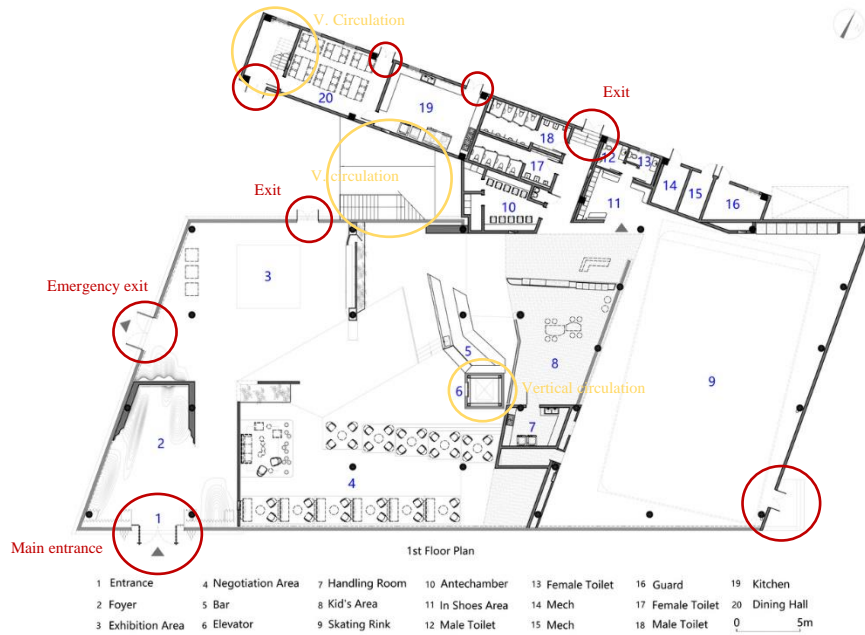 V. Circulation
20
19
Exit
18
12
13
17
V. circulation
14
15
16
Exit
10
11
3
Emergency exit
5
8
6
Vertical circulation
9
7
2
4
1
Main entrance
1st Floor Plan
1 Entrance 4 Negotiation Area 7 Handling Room 10 Antechamber 13 Female Toilet 16 Guard 19 Kitchen
2 Foyer 5 Bar 8 Kid's Area 11 In Shoes Area 14 Mech 17 Female Toilet 20 Dining Hall
3 Exhibition Area 6 Elevator 9 Skating Rink 12 Male Toilet 15 Mech 18 Male Toilet 0 5m